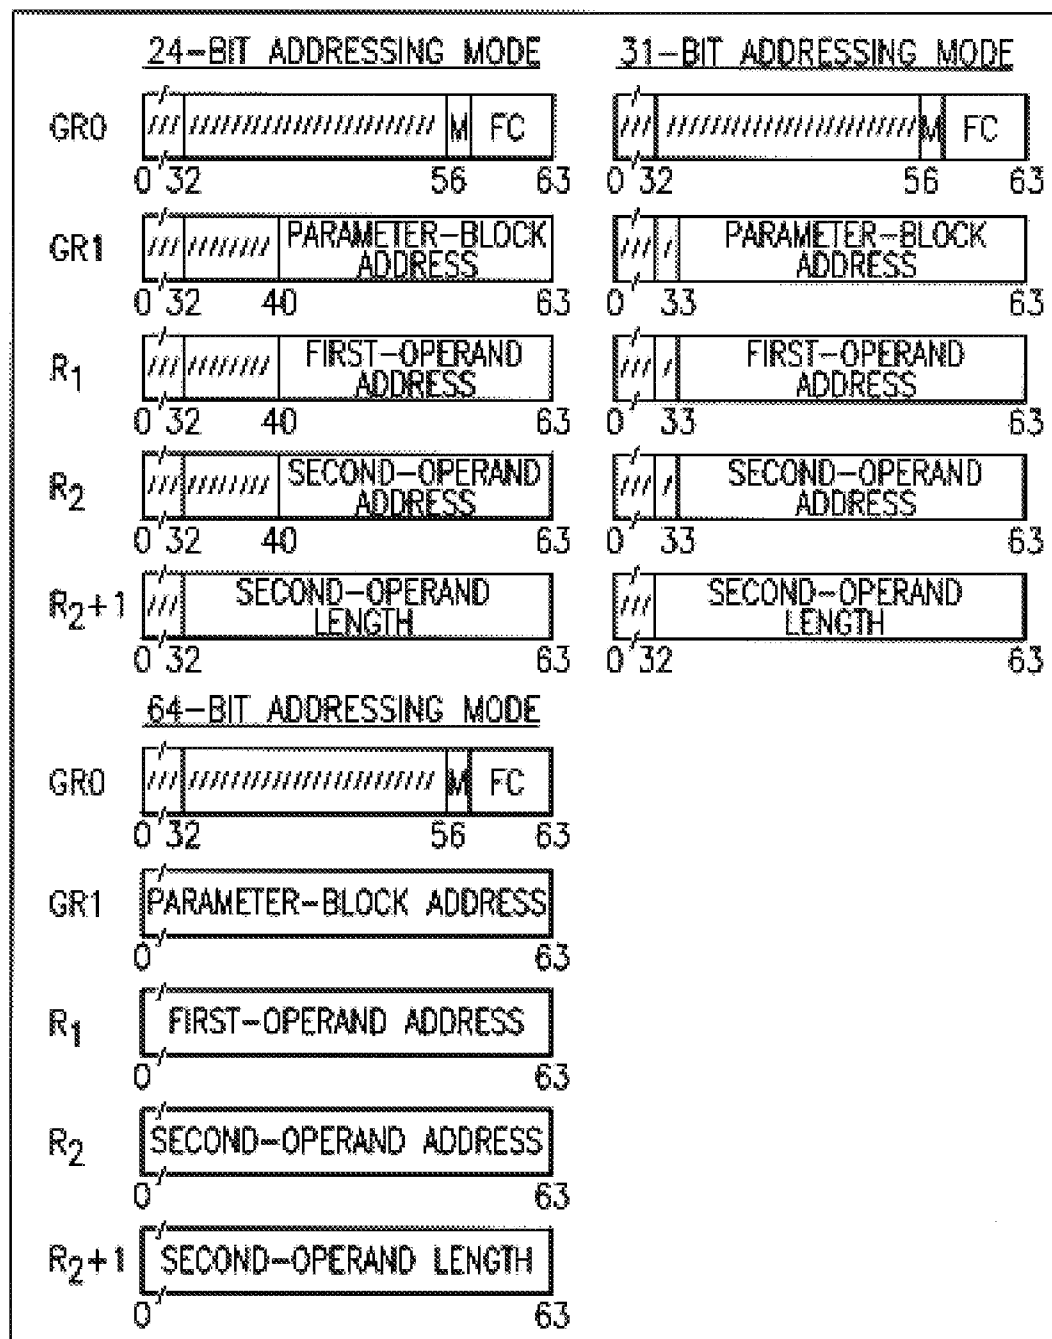 24-BIT ADDRESSING MODE
GR0 M FC
0 32 56 63
GR1 PARAMETER-BLOCK
ADDRESS
0 32 40 63
R1 FIRST-OPERAND
ADDRESS
0 32 40 63
R2 SECOND-OPERAND
ADDRESS
0 32 40 63
R2+1 SECOND-OPERAND
LENGTH
0 32 63
31-BIT ADDRESSING MODE
M FC
0 32 56 63
PARAMETER-BLOCK
ADDRESS
0 33 63
FIRST-OPERAND
ADDRESS
0 33 63
SECOND-OPERAND
ADDRESS
0 33 63
SECOND-OPERAND
LENGTH
0 32 63
64-BIT ADDRESSING MODE
GR0 M FC
0 32 56 63
GR1 PARAMETER-BLOCK ADDRESS
0 63
R1 FIRST-OPERAND ADDRESS
0 63
R2 SECOND-OPERAND ADDRESS
0 63
R2+1 SECOND-OPERAND LENGTH
0 63